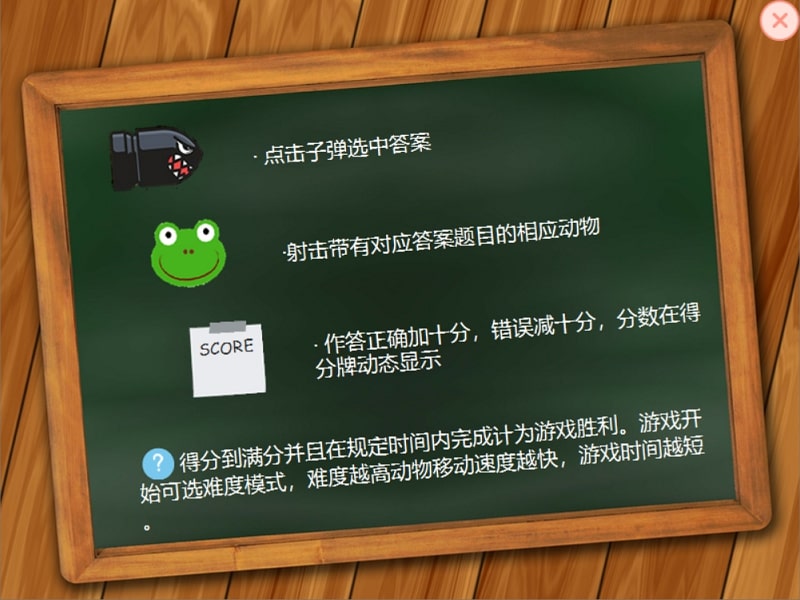 · 点击子弹选中答案
·射击带有对应答案题目的相应动物
SCORE
· 作答正确加十分，错误减十分，分数在得
分牌动态显示
? 得分到满分并且在规定时间内完成计为游戏胜利。游戏开
始可选难度模式，难度越高动物移动速度越快，游戏时间越短
。